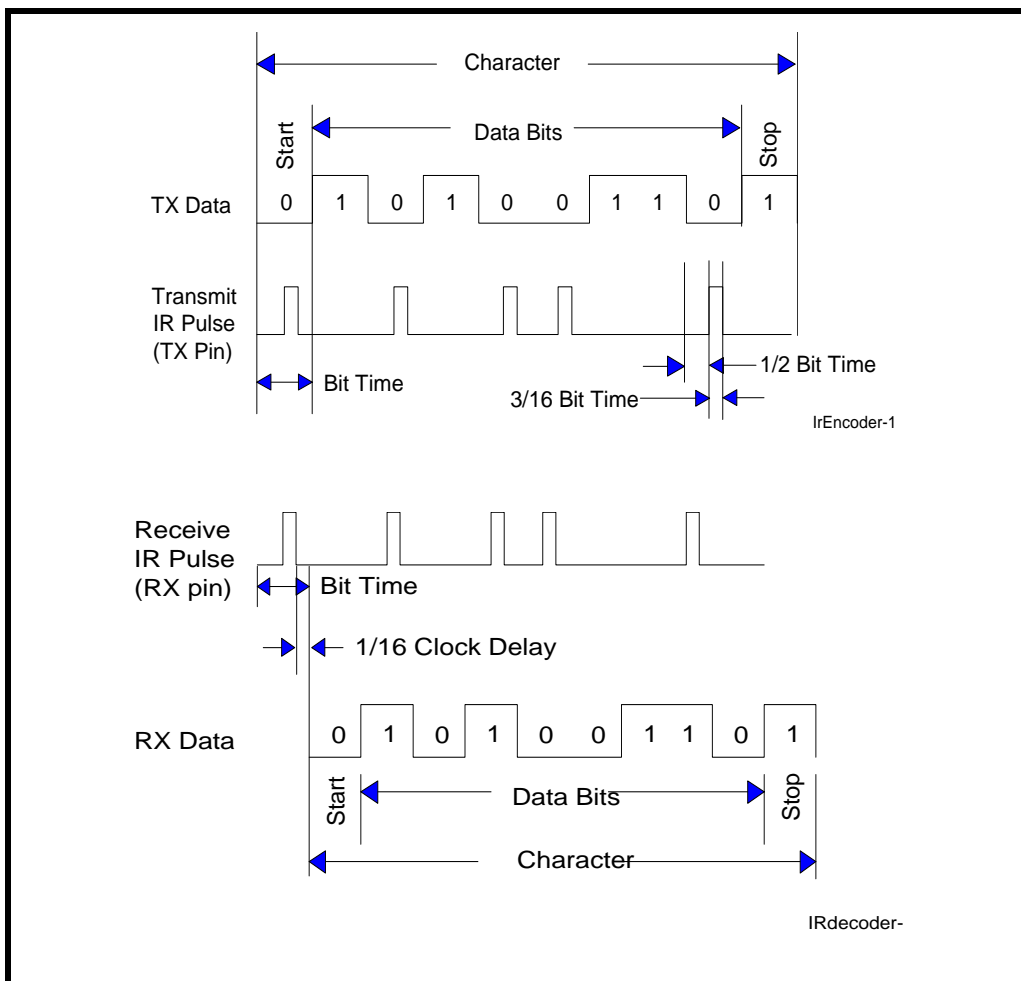 Character
Start
Data Bits
Stop
TX Data
0 1 0 1 0 0 1 1 0 1
Transmit
IR Pulse
(TX Pin)
Bit Time
1/2 Bit Time
3/16 Bit Time
IrEncoder-1
Receive
IR Pulse
(RX pin)
Bit Time
1/16 Clock Delay
RX Data
0 1 0 1 0 0 1 1 0 1
Start
Data Bits
Stop
Character
IRdecoder-